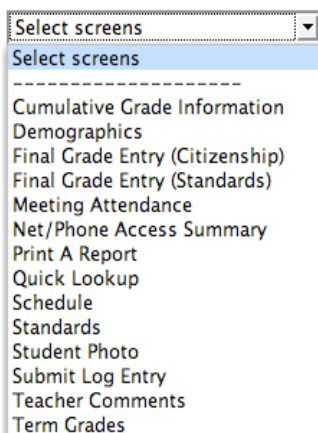 Select screens
Select screens
--------------------
Cumulative Grade Information
Demographics
Final Grade Entry (Citizenship)
Final Grade Entry (Standards)
Meeting Attendance
Net/Phone Access Summary
Print A Report
Quick Lookup
Schedule
Standards
Student Photo
Submit Log Entry
Teacher Comments
Term Grades